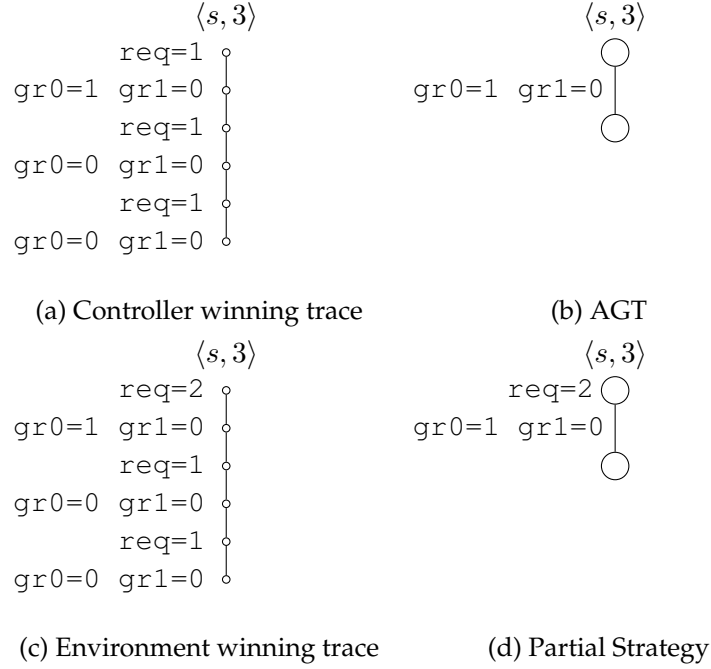 ⟨s, 3⟩
req=1
gr0=1 gr1=0
req=1
gr0=0 gr1=0
req=1
gr0=0 gr1=0
(a) Controller winning trace
⟨s, 3⟩
gr0=1 gr1=0
(b) AGT
⟨s, 3⟩
req=2
gr0=1 gr1=0
req=1
gr0=0 gr1=0
req=1
gr0=0 gr1=0
(c) Environment winning trace
⟨s, 3⟩
req=2
gr0=1 gr1=0
(d) Partial Strategy